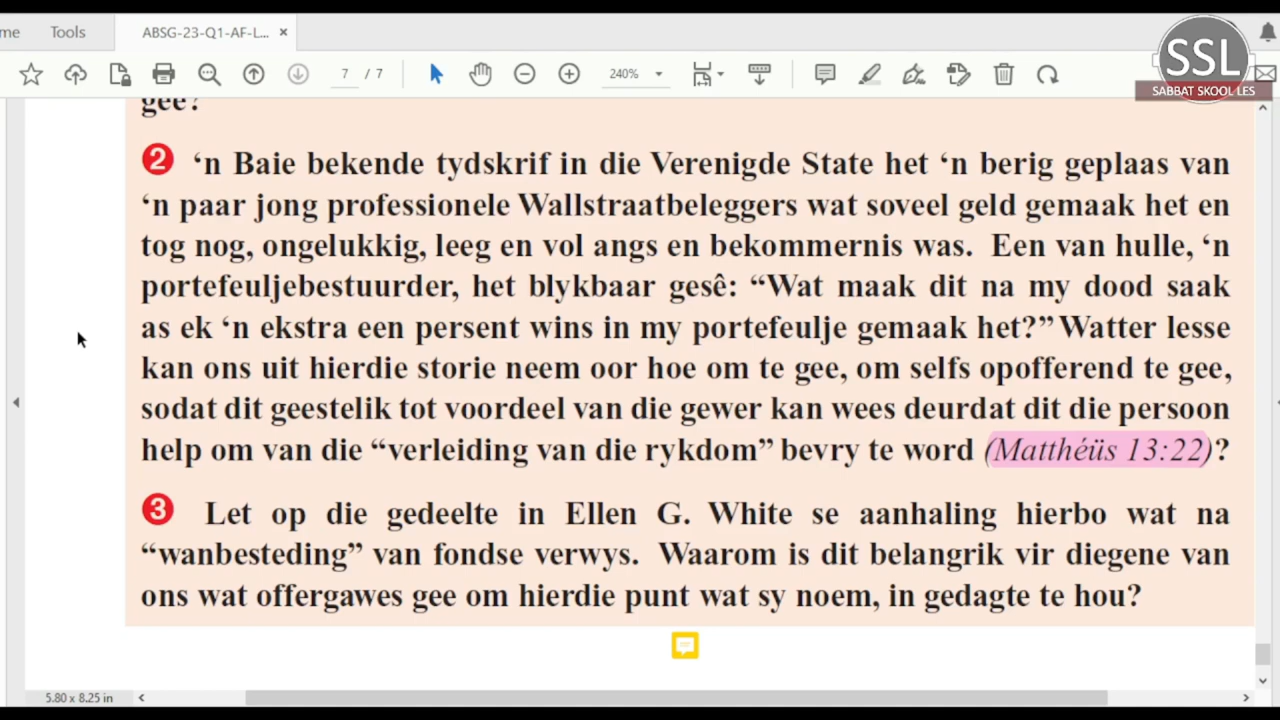 me
Tools
ABSG-23-Q1-AF-L... ×
SSL
SABBAT SKOOL LES
7 / 7
240%
gee?
2 ‘n Baie bekende tydskrif in die Verenigde State het ‘n berig geplaas van
‘n paar jong professionele Wallstraatbeleggers wat soveel geld gemaak het en
tog nog, ongelukkig, leeg en vol angs en bekommernis was. Een van hulle, ‘n
portefeuljebestuurder, het blykbaar gesê: “Wat maak dit na my dood saak
as ek ‘n ekstra een persent wins in my portefeulje gemaak het?” Watter lesse
kan ons uit hierdie storie neem oor hoe om te gee, om selfs opofferend te gee,
sodat dit geestelik tot voordeel van die gewer kan wees deurdat dit die persoon
help om van die “verleiding van die rykdom” bevry te word (Matthéüs 13:22)?
3 Let op die gedeelte in Ellen G. White se aanhaling hierbo wat na
“wanbesteding” van fondse verwys. Waarom is dit belangrik vir diegene van
ons wat offergawes gee om hierdie punt wat sy noem, in gedagte te hou?
5.80 x 8.25 in